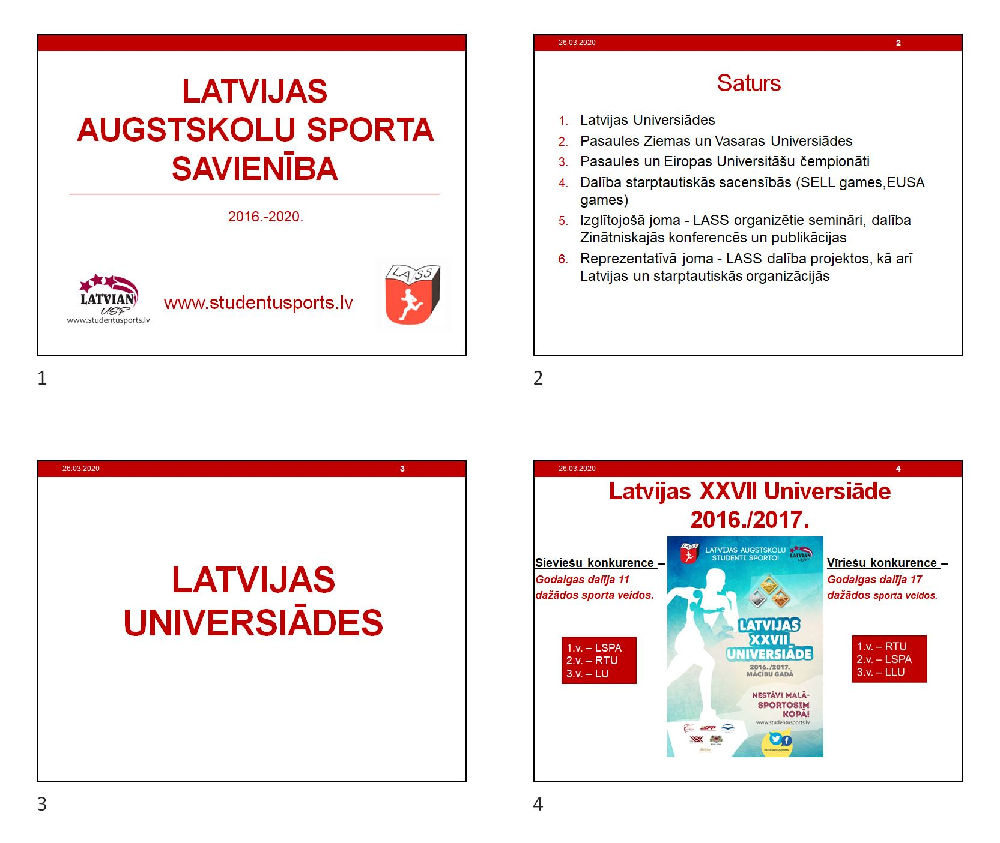 LATVIJAS
AUGSTSKOLU SPORTA
SAVIENĪBA
2016.-2020.
LASS
LATVIAN
USF
www.studentusports.lv
www.studentusports.lv
1
26.03.2020
2
Saturs
1. Latvijas Universiādes
2. Pasaules Ziemas un Vasaras Universiādes
3. Pasaules un Eiropas Universitāšu čempionāti
4. Dalība starptautiskās sacensībās (SELL games,EUSA
games)
5. Izglītojošā joma - LASS organizētie semināri, dalība
Zinātniskajās konferencēs un publikācijas
6. Reprezentatīvā joma - LASS dalība projektos, kā arī
Latvijas un starptautiskās organizācijās
2
26.03.2020
3
LATVIJAS
UNIVERSIĀDES
3
26.03.2020
4
Latvijas XXVII Universiāde
2016./2017.
Sieviešu konkurence –
Godalgas dalīja 11
dažādos sporta veidos.
1.v. – LSPA
2.v. – RTU
3.v. – LU
LASS
LATVIJAS AUGSTSKOLU
STUDENTI SPORTO!
LATVIAN
USF
LATVIJAS
XXVII
UNIVERSIĀDE
2016./2017.
MĀCĪBU GADĀ
NESTĀVI MALĀ-
SPORTOSIM
KOPĀ!
www.studentusports.lv
LSFP
#studentusports
Vīriešu konkurence –
Godalgas dalīja 17
dažādos sporta veidos.
1.v. – RTU
2.v. – LSPA
3.v. – LLU
4